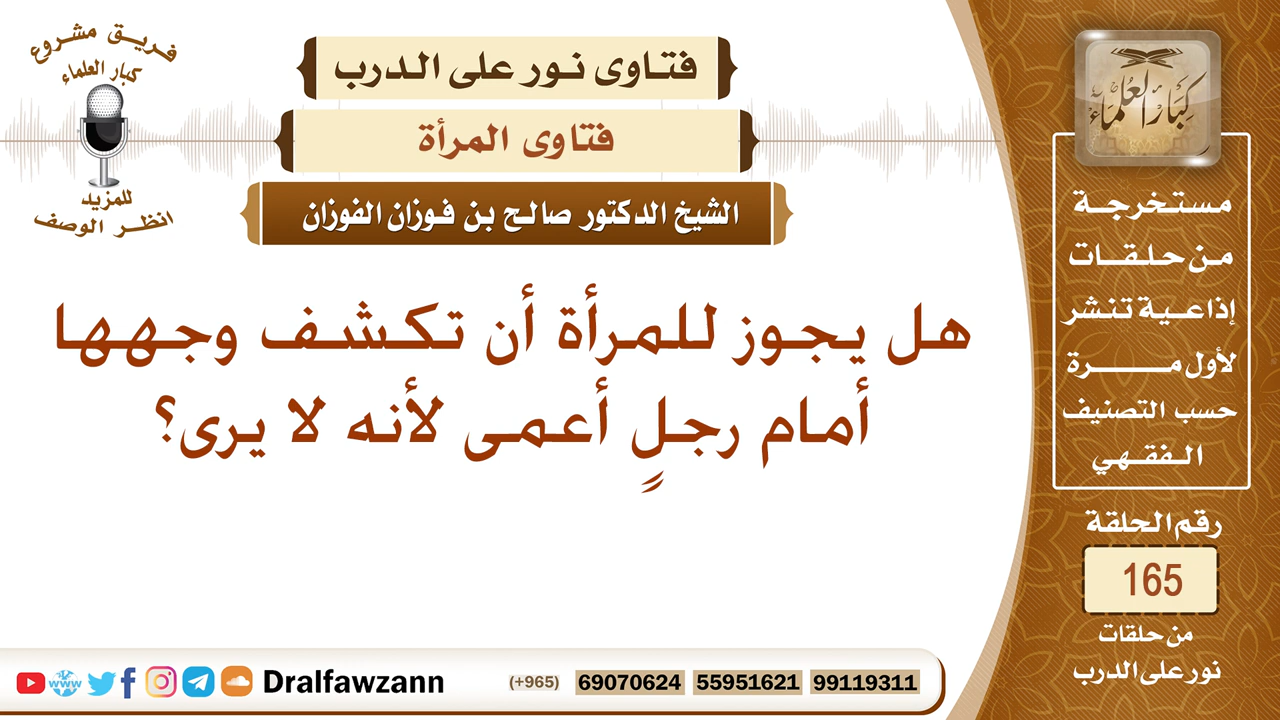 فريق مشروع
كبار العلماء
للمزيد
انظر الوصف
فتاوى نور على الدرب
فتاوى المرأة
الشيخ الدكتور صالح بن فوزان الفوزان
هل يجوز للمرأة أن تكشف وجهها
أمام رجلٍ أعمى لأنه لا يرى؟
كبار العلماء
مستخرجة
من حلقات
إذاعية تنشر
لأول مرة
حسب التصنيف
الفقهي
رقم الحلقة
165
من حلقات
نور على الدرب
www
Dralfawzann
(+965) 69070624 55951621 99119311